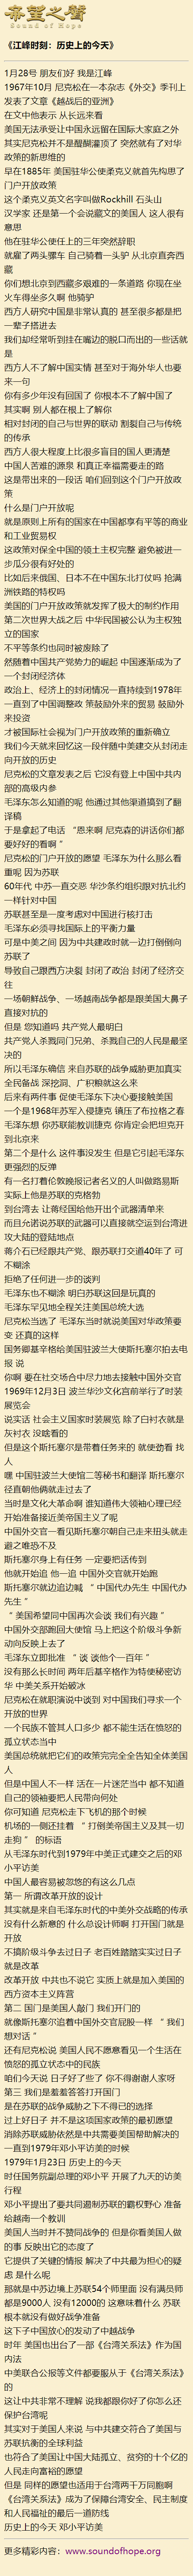 希望之聲
Sound of Hope
《江峰时刻：历史上的今天》
1月28号 朋友们好 我是江峰
1967年10月 尼克松在一本杂志《外交》季刊上
发表了文章《越战后的亚洲》
在文中他表示 从长远来看
美国无法承受让中国永远留在国际大家庭之外
其实尼克松并不是醍醐灌顶了 突然就有了对华
政策的新思维的
早在1885年 美国驻华公使柔克义就首先构思了
门户开放政策
这个柔克义英文名字叫做Rockhill 石头山
汉学家 还是第一个会说藏文的美国人 这人很有
意思
他在驻华公使任上的三年突然辞职
就雇了两头骡车 自己骑着一头驴 从北京直奔西
藏
你们想北京到西藏多艰难的一条道路 你现在坐
火车得坐多久啊 他骑驴
西方人研究中国是非常认真的 甚至很多都是把
一辈子搭进去
我们却经常听到挂在嘴边的脱口而出的一些话就
是
西方人不了解中国实情 甚至对于海外华人也要
来一句
你有多少年没有回国了 你根本不了解中国了
其实啊 别人都在根上了解你
相对封闭的自己与世界的联动 割裂自己与传统
的传承
西方人很大程度上比很多盲目的国人更清楚
中国人苦难的源泉 和真正幸福需要走的路
这是带出来的一段话 咱们回到这个门户开放政
策
什么是门户开放呢
就是原则上所有的国家在中国都享有平等的商业
和工业贸易权
这政策对保全中国的领土主权完整 避免被进一
步瓜分很有好处的
比如后来俄国、日本不在中国东北打仗吗 抢满
洲铁路的特权吗
美国的门户开放政策就发挥了极大的制约作用
第二次世界大战之后 中华民国被公认为主权独
立的国家
不平等条约也同时被废除了
然随着中国共产党势力的崛起 中国逐渐成为了
一个封闭经济体
政治上、经济上的封闭情况一直持续到1978年
一直到了中国调整政 策鼓励外来的贸易 鼓励外
来投资
才被国际社会视为门户开放政策的重新确立
我们今天就来回忆这一段伴随中美建交从封闭走
向开放的历史
尼克松的文章发表之后 它没有登上中国中共内
部的高级内参
毛泽东怎么知道的呢 他通过其他渠道搞到了翻
译稿
于是拿起了电话 “恩来啊 尼克森的讲话你们都
要好好的看啊 ”
尼克松的门户开放的愿望 毛泽东为什么那么看
重呢 因为苏联
60年代 中苏一直交恶 华沙条约组织跟对抗北约
一样针对中国
苏联甚至是一度考虑对中国进行核打击
毛泽东必须寻找国际上的平衡力量
可是中美之间 因为中共建政时就一边打倒倒向
苏联了
导致自己跟西方决裂 封闭了政治 封闭了经济交
往
一场朝鲜战争、一场越南战争都是跟美国大鼻子
直接对抗的
但是 您知道吗 共产党人最明白
共产党人杀戮同门兄弟、杀戮自己的人民是最坚
决的
所以毛泽东确信 来自苏联的战争威胁更加真实
全民备战 深挖洞、广积粮就这么来
后来有两件事 促使毛泽东下决心要接触美国
一个是1968年苏军入侵捷克 镇压了布拉格之春
毛泽东想 你苏联能教训捷克 你肯定会把坦克开
到北京来
第二个是什么 这件事没发生 但是它引起毛泽东
更强烈的反弹
有一名打着伦敦晚报记者名义的人叫做路易斯
实际上他是苏联的克格勃
到台湾去 让蒋经国给他开出个武器清单来
而且允诺说苏联的武器可以直接就空运到台湾进
攻大陆的登陆地点
蒋介石已经跟共产党、跟苏联打交道40年了 可
不糊涂
拒绝了任何进一步的谈判
毛泽东也不糊涂 明白苏联这回是玩真的
毛泽东罕见地全程关注美国总统大选
尼克松当选了 毛泽东当时就说美国对华政策要
变 还真的这样
国务卿基辛格给美国驻波兰大使斯托塞尔拍去电
报 说
你啊 要在社交场合中尽力地去接触中国外交官
1969年12月3日 波兰华沙文化宫前举行了时装
展览会
说实话 社会主义国家时装展览 除了白衬衣就是
灰衬衣 没啥看的
但是这个斯托塞尔是带着任务来的 就使劲看 找
人
嘿 中国驻波兰大使馆二等秘书和翻译 斯托塞尔
径直朝他俩就走过去了
当时是文化大革命啊 谁知道伟大领袖心理已经
开始准备接近美帝国主义了呢
中国外交官一看见斯托塞尔朝自己走来扭头就走
避之唯恐不及
斯托塞尔身上有任务 一定要把话传到
他就开始追 他一追 中国外交官就开始跑
斯托塞尔就边追边喊 “ 中国代办先生 中国代办
先生 ”
“ 美国希望同中国再次会谈 我们有兴趣 ”
中国外交部跑回大使馆 马上把这个阶级斗争新
动向反映上去了
毛泽东立即批准 “ 谈 谈他个一百年 ”
没有那么长时间 两年后基辛格作为特使秘密访
华 中美关系开始破冰
尼克松在就职演说中谈到 对中国我们寻求一个
开放的世界
一个民族不管其人口多少 都不能生活在愤怒的
孤立状态当中
美国总统就把它们的政策完完全全告知全体美国
人
但是中国人不一样 活在一片迷茫当中 都不知道
自己的领袖要把人民带向何处
你可知道 尼克松走下飞机的那个时候
机场的一侧还挂着 “ 打倒美帝国主义及其一切
走狗 ” 的标语
从毛泽东时代到1979年中美正式建交之后的邓
小平访美
中国人最容易被忽悠的有这么几点
第一 所谓改革开放的设计
其实就是来自毛泽东时代的中美外交战略的传承
没有什么新意的 什么总设计师啊 打开国门就是
开放
不搞阶级斗争去过日子 老百姓踏踏实实过日子
就是改革
改革开放 中共也不说它 实质上就是加入美国的
西方资本主义阵营
第二 国门是美国人敲门 我们开门的
就像斯托塞尔追着中国外交官屁股一样 “ 我们
想对话 ”
还有尼克松说 美国人民不愿意看见一个生活在
愤怒的孤立状态中的民族
咱们今天说 日子好了些了 你不得谢谢人家呀
第三 我们是羞羞答答打开国门
是在苏联的战争威胁之下不得已的选择
过上好日子 并不是这项国家政策的最初愿望
消除苏联威胁依然是中共需要美国帮助解决的
一直到1979年邓小平访美的时候
1979年1月23日 历史上的今天
时任国务院副总理的邓小平 开展了九天的访美
行程
邓小平提出了要共同遏制苏联的霸权野心 准备
给越南一个教训
美国人当时并不赞同战争的 但是你看美国人做
的事 反映出它的态度了
它提供了关键的情报 解决了中共最为担心的疑
虑 是什么呢
那就是中苏边境上苏联54个师里面 没有满员师
都是9000人 没有12000的 这意味着什么 苏联
根本就没有做好战争准备
这下子中国放心的发动了中越战争
时年 美国也出台了一部《台湾关系法》作为国
内法
中美联合公报等文件都要服从于《台湾关系法》
的
这让中共非常不理解 说我都跟你好了你怎么还
保护台湾呢
其实对于美国人来说 与中共建交符合了美国与
苏联抗衡的全球利益
也符合了美国让中国大陆孤立、贫穷的十个亿的
人民走向富裕的愿望
但是 同样的愿望也适用于台湾两千万同胞啊
《台湾关系法》成为了保障台湾安全、民主制度
和人民福祉的最后一道防线
历史上的今天 邓小平访美
更多精彩内容：www.soundofhope.org